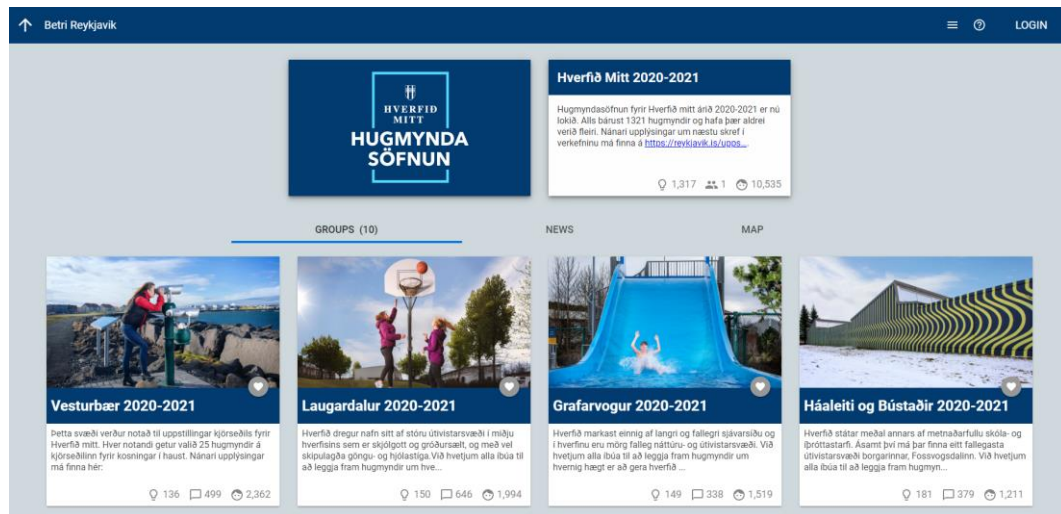 Betri Reykjavik
LOGIN
HVERFIÐ
MITT
HUGMYNDA
SÖFNUN
Hverfið Mitt 2020-2021
Hugmyndasöfnun fyrir Hverfið mitt árið 2020-2021 er nú
lokið. Alls bárust 1321 hugmyndir og hafa þær aldrei
verið fleiri. Nánari upplýsingar um næstu skref í
verkefninu má finna á https://reykjavik.is/upps...
1,317 1 10,535
GROUPS (10)
NEWS
MAP
Vesturbær 2020-2021
Þetta svæði verður notað til uppstillingar kjörseðils fyrir
Hverfið mitt. Hver notandi getur valið 25 hugmyndir á
kjörseðilinn fyrir kosningar í haust. Nánari upplýsingar
má finna hér:
136 499 2,362
Laugardalur 2020-2021
Hverfið dregur nafn sitt af stóru útivistarsvæði í miðju
hverfisins sem er skjólgott og gróðursælt, og með vel
skipulagða göngu- og hjólastíga.Við hvetjum alla íbúa til
að leggja fram hugmyndir um hve...
150 646 1,994
Grafarvogur 2020-2021
Hverfið markast einnig af langri og fallegri sjávarsíðu og
í hverfinu eru mörg falleg náttúru- og útivistarsvæði. Við
hvetjum alla íbúa til að leggja fram hugmyndir um
hvernig hægt er að gera hverfið ...
149 338 1,519
Háaleiti og Bústaðir 2020-2021
Hverfið státar meðal annars af metnaðarfullu skóla- og
íþróttastarfi. Ásamt því má þar finna eitt fallegasta
útivistarsvæði borgarinnar, Fossvogsdalinn. Við hvetjum
alla íbúa til að leggja fram hugmyn...
181 379 1,211